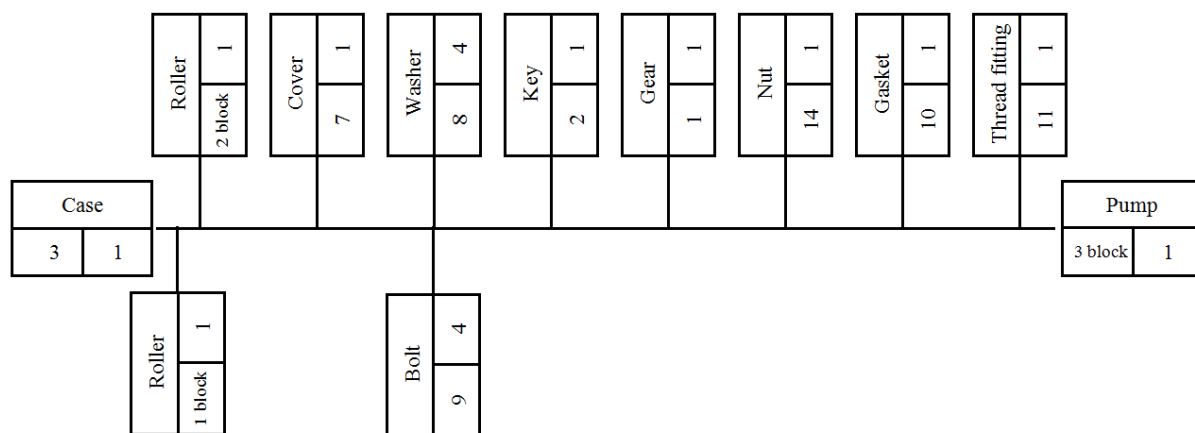 Roller
1
2 block
Cover
1
7
Washer
4
8
Key
1
2
Gear
1
1
Nut
1
14
Gasket
1
10
Thread fitting
1
11
Case
3
1
Pump
3 block
1
Roller
1
1 block
Bolt
4
9